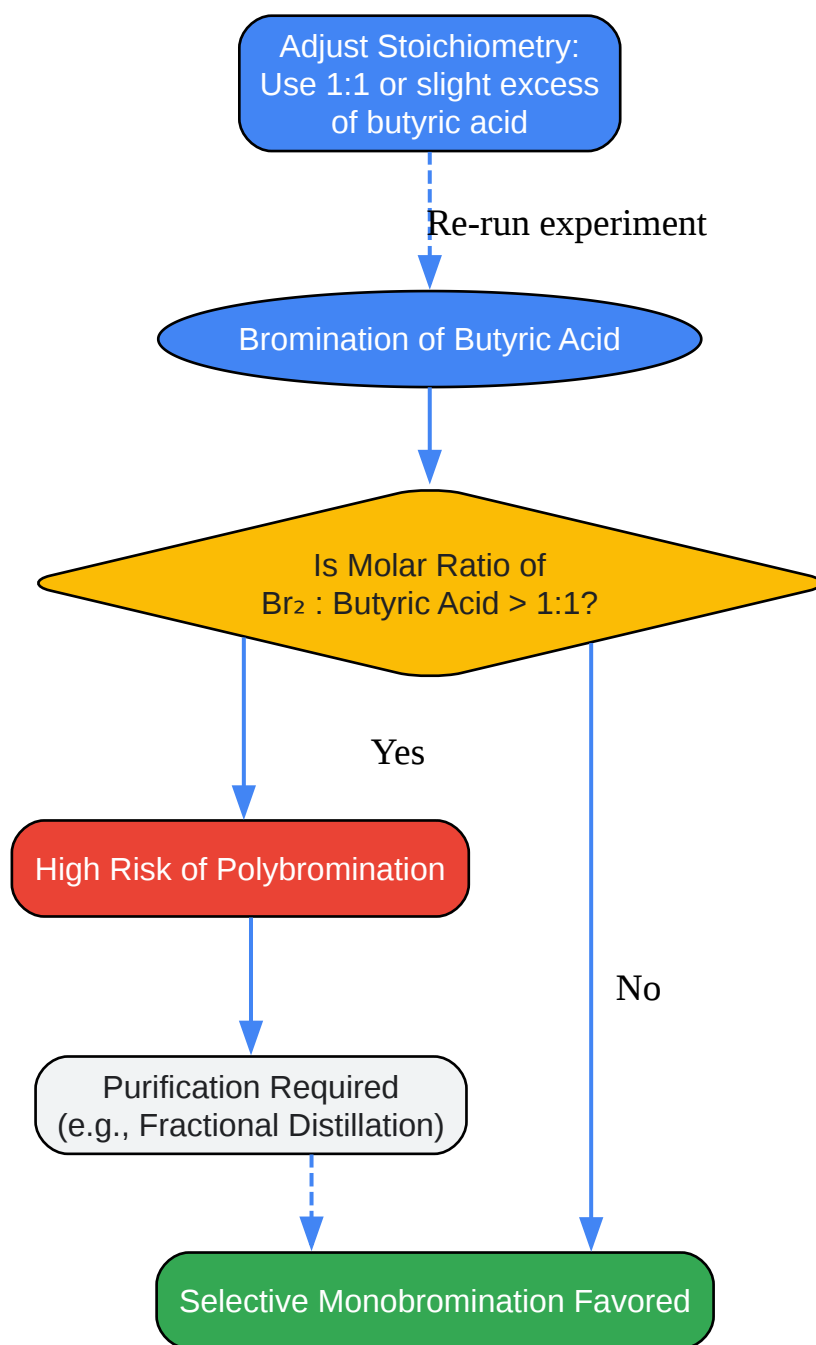 Adjust Stoichiometry:
Use 1:1 or slight excess
of butyric acid
Re-run experiment
Bromination of Butyric Acid
Is Molar Ratio of
Br₂ : Butyric Acid > 1:1?
Yes
High Risk of Polybromination
No
Purification Required
(e.g., Fractional Distillation)
Selective Monobromination Favored